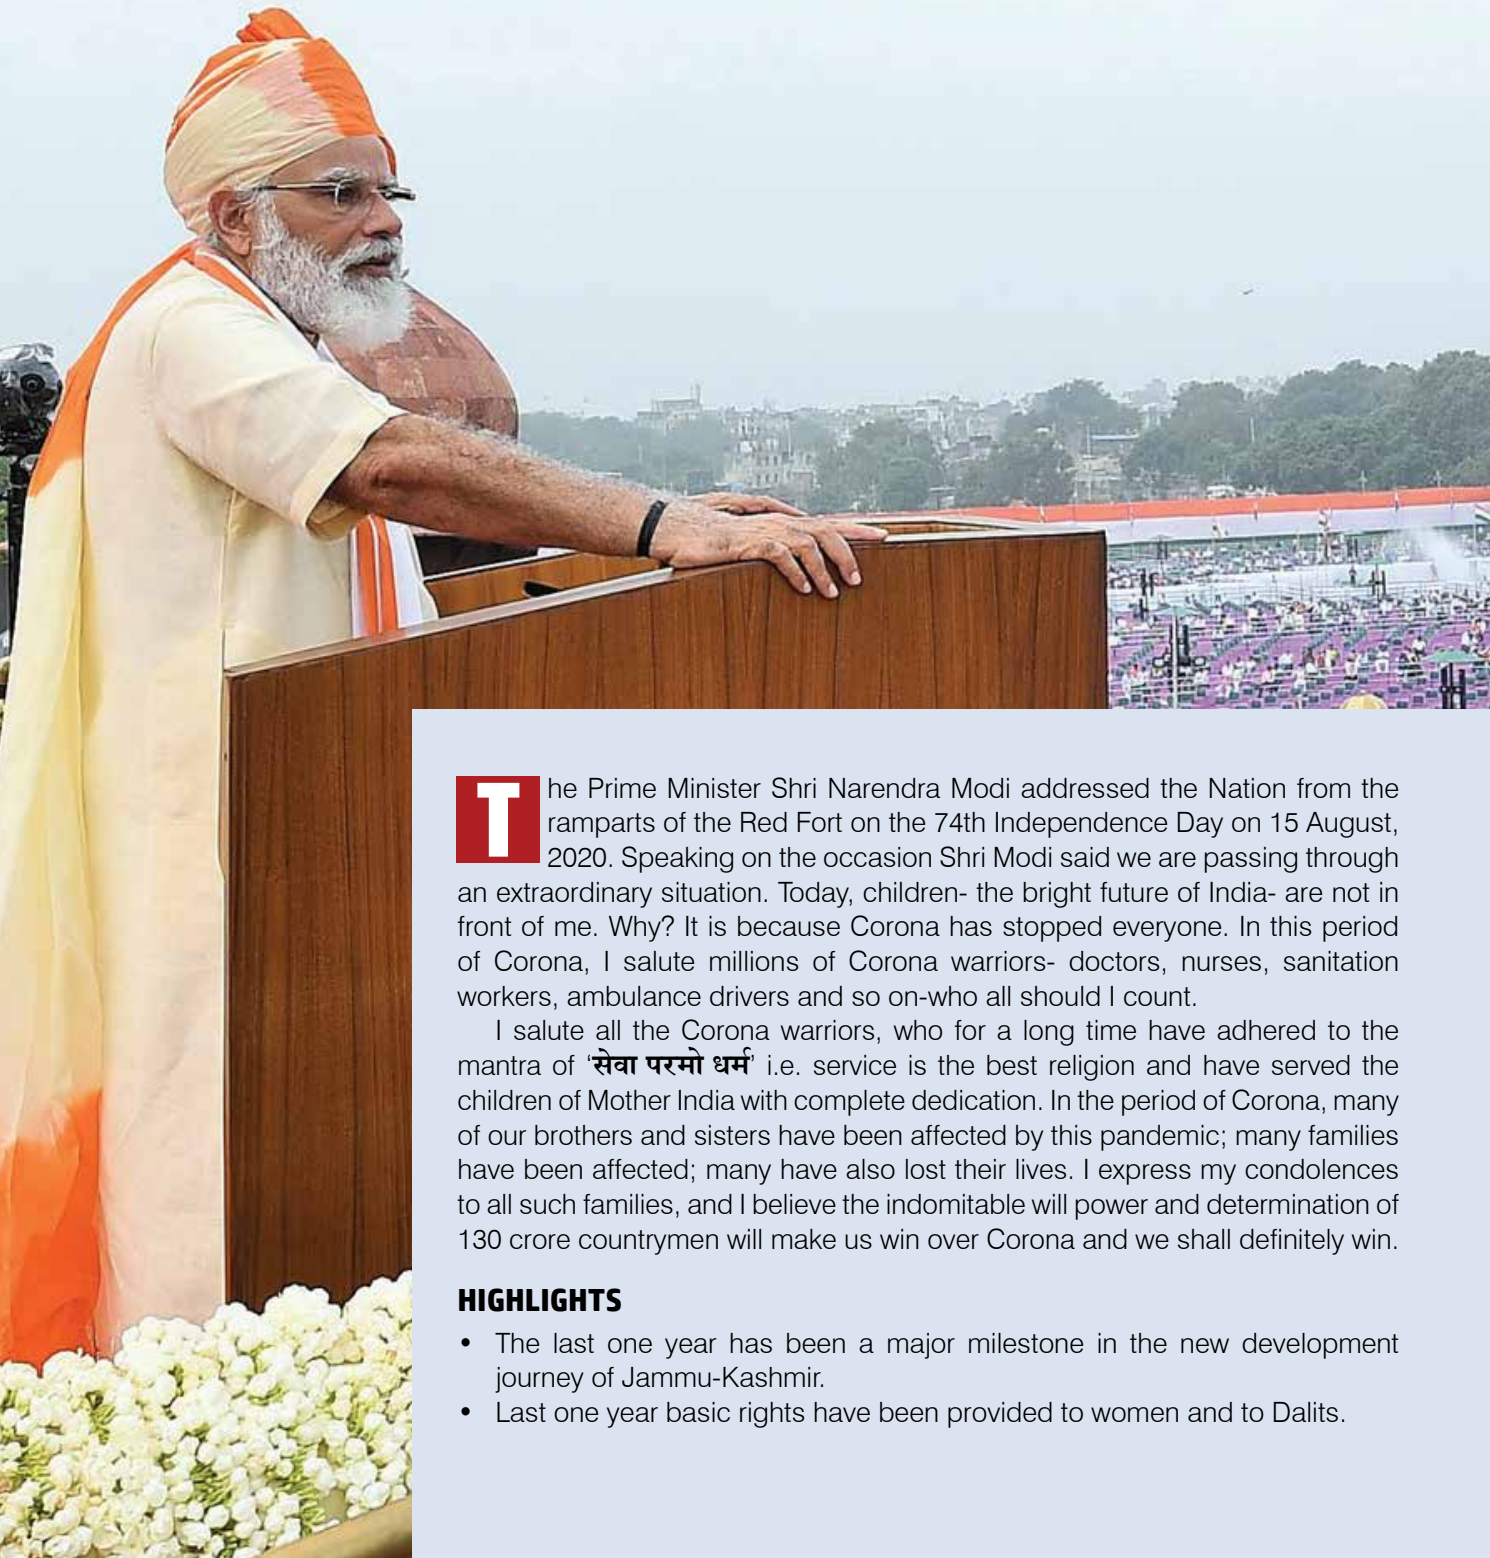 The Prime Minister Shri Narendra Modi addressed the Nation from the
ramparts of the Red Fort on the 74th Independence Day on 15 August,
2020. Speaking on the occasion Shri Modi said we are passing through
an extraordinary situation. Today, children- the bright future of India- are not in
front of me. Why? It is because Corona has stopped everyone. In this period
of Corona, I salute millions of Corona warriors- doctors, nurses, sanitation
workers, ambulance drivers and so on-who all should I count.
I salute all the Corona warriors, who for a long time have adhered to the
mantra of ‘सेवा परमो धर्म’ i.e. service is the best religion and have served the
children of Mother India with complete dedication. In the period of Corona, many
of our brothers and sisters have been affected by this pandemic; many families
have been affected; many have also lost their lives. I express my condolences
to all such families, and I believe the indomitable will power and determination of
130 crore countrymen will make us win over Corona and we shall definitely win.
HIGHLIGHTS
• The last one year has been a major milestone in the new development
journey of Jammu-Kashmir.
• Last one year basic rights have been provided to women and to Dalits.